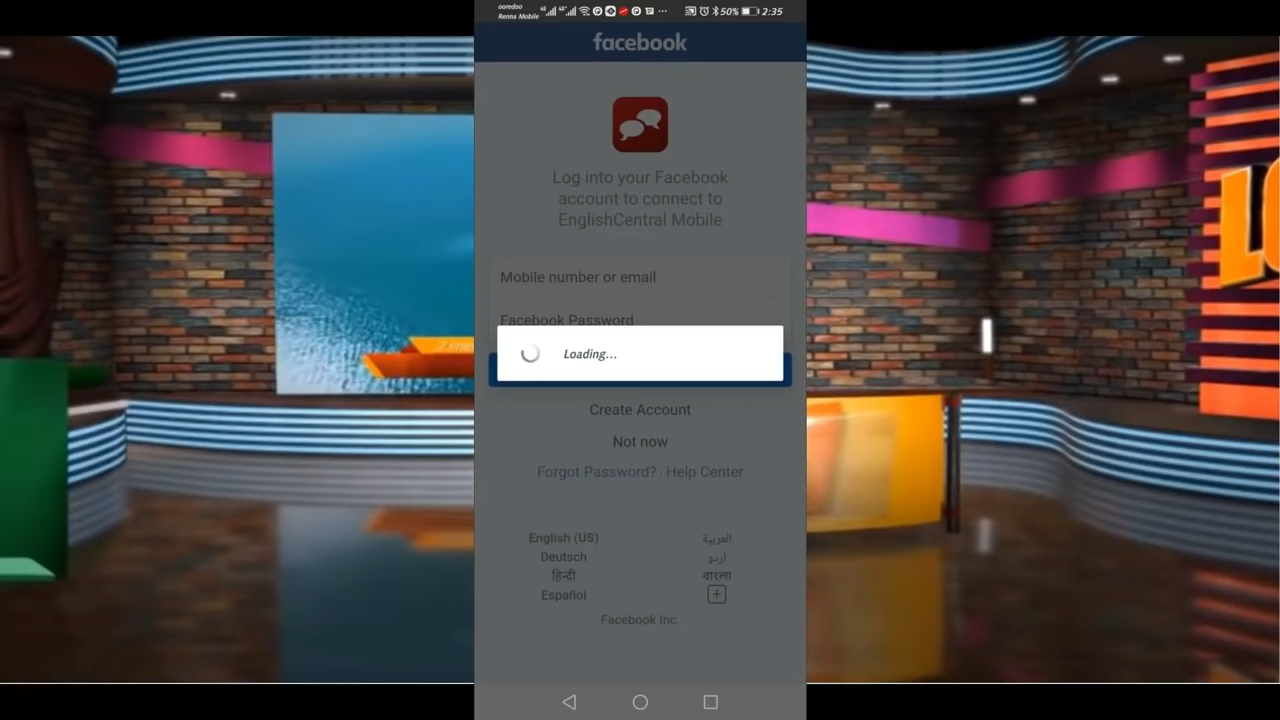 ooredoo
Renna Mobile
50% 2:35
facebook
Log into your Facebook
account to connect to
EnglishCentral Mobile
Mobile number or email
Facebook Password
Loading...
Create Account
Not now
Forgot Password? · Help Center
English (US) العربية
Deutsch اردو
हिन्दी বাংলা
Español
Facebook Inc.